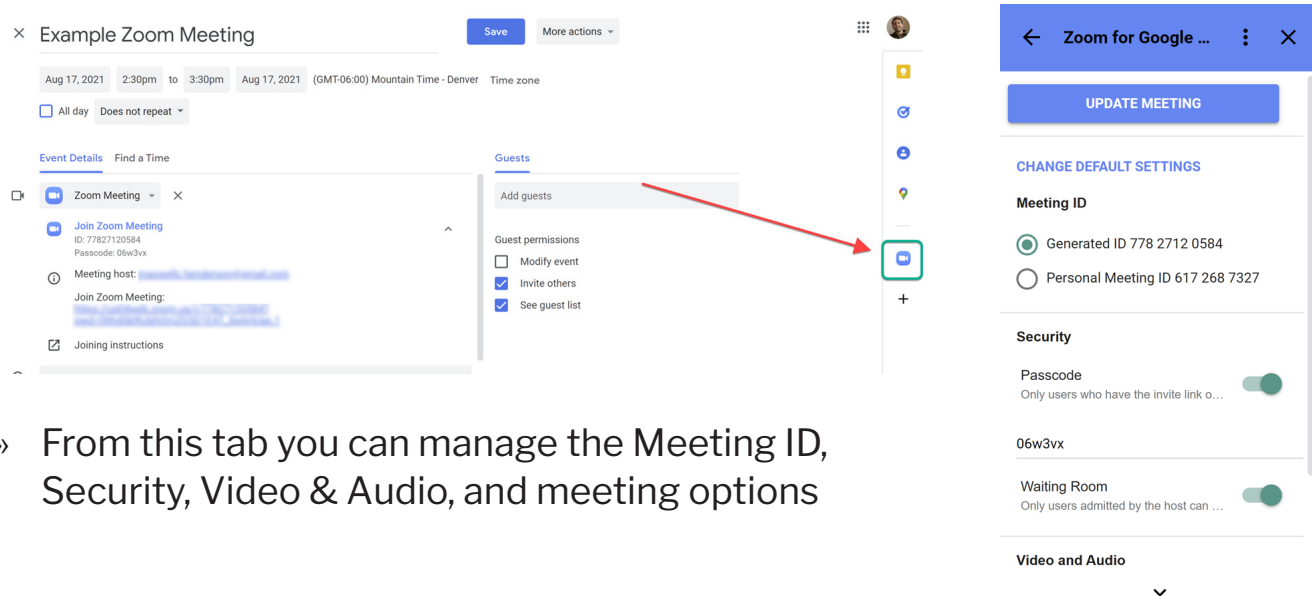 Example Zoom Meeting
Save
More actions
Aug 17, 2021 2:30pm to 3:30pm Aug 17, 2021 (GMT-06:00) Mountain Time - Denver Time zone
All day Does not repeat
Event Details Find a Time
Zoom Meeting
Join Zoom Meeting
ID: 77827120584
Passcode: 06w3vx
Meeting host:
Join Zoom Meeting:
Joining instructions
Guests
Add guests
Guest permissions
Modify event
Invite others
See guest list
» From this tab you can manage the Meeting ID,
Security, Video & Audio, and meeting options
Zoom for Google ...
UPDATE MEETING
CHANGE DEFAULT SETTINGS
Meeting ID
Generated ID 778 2712 0584
Personal Meeting ID 617 268 7327
Security
Passcode
Only users who have the invite link o...
06w3vx
Waiting Room
Only users admitted by the host can ...
Video and Audio